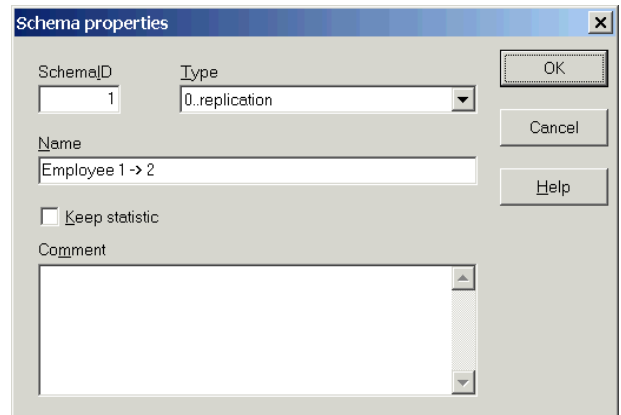 Schema properties
SchemaID
Type
OK
1
0..replication
Cancel
Name
Employee 1 -> 2
Help
Keep statistic
Comment